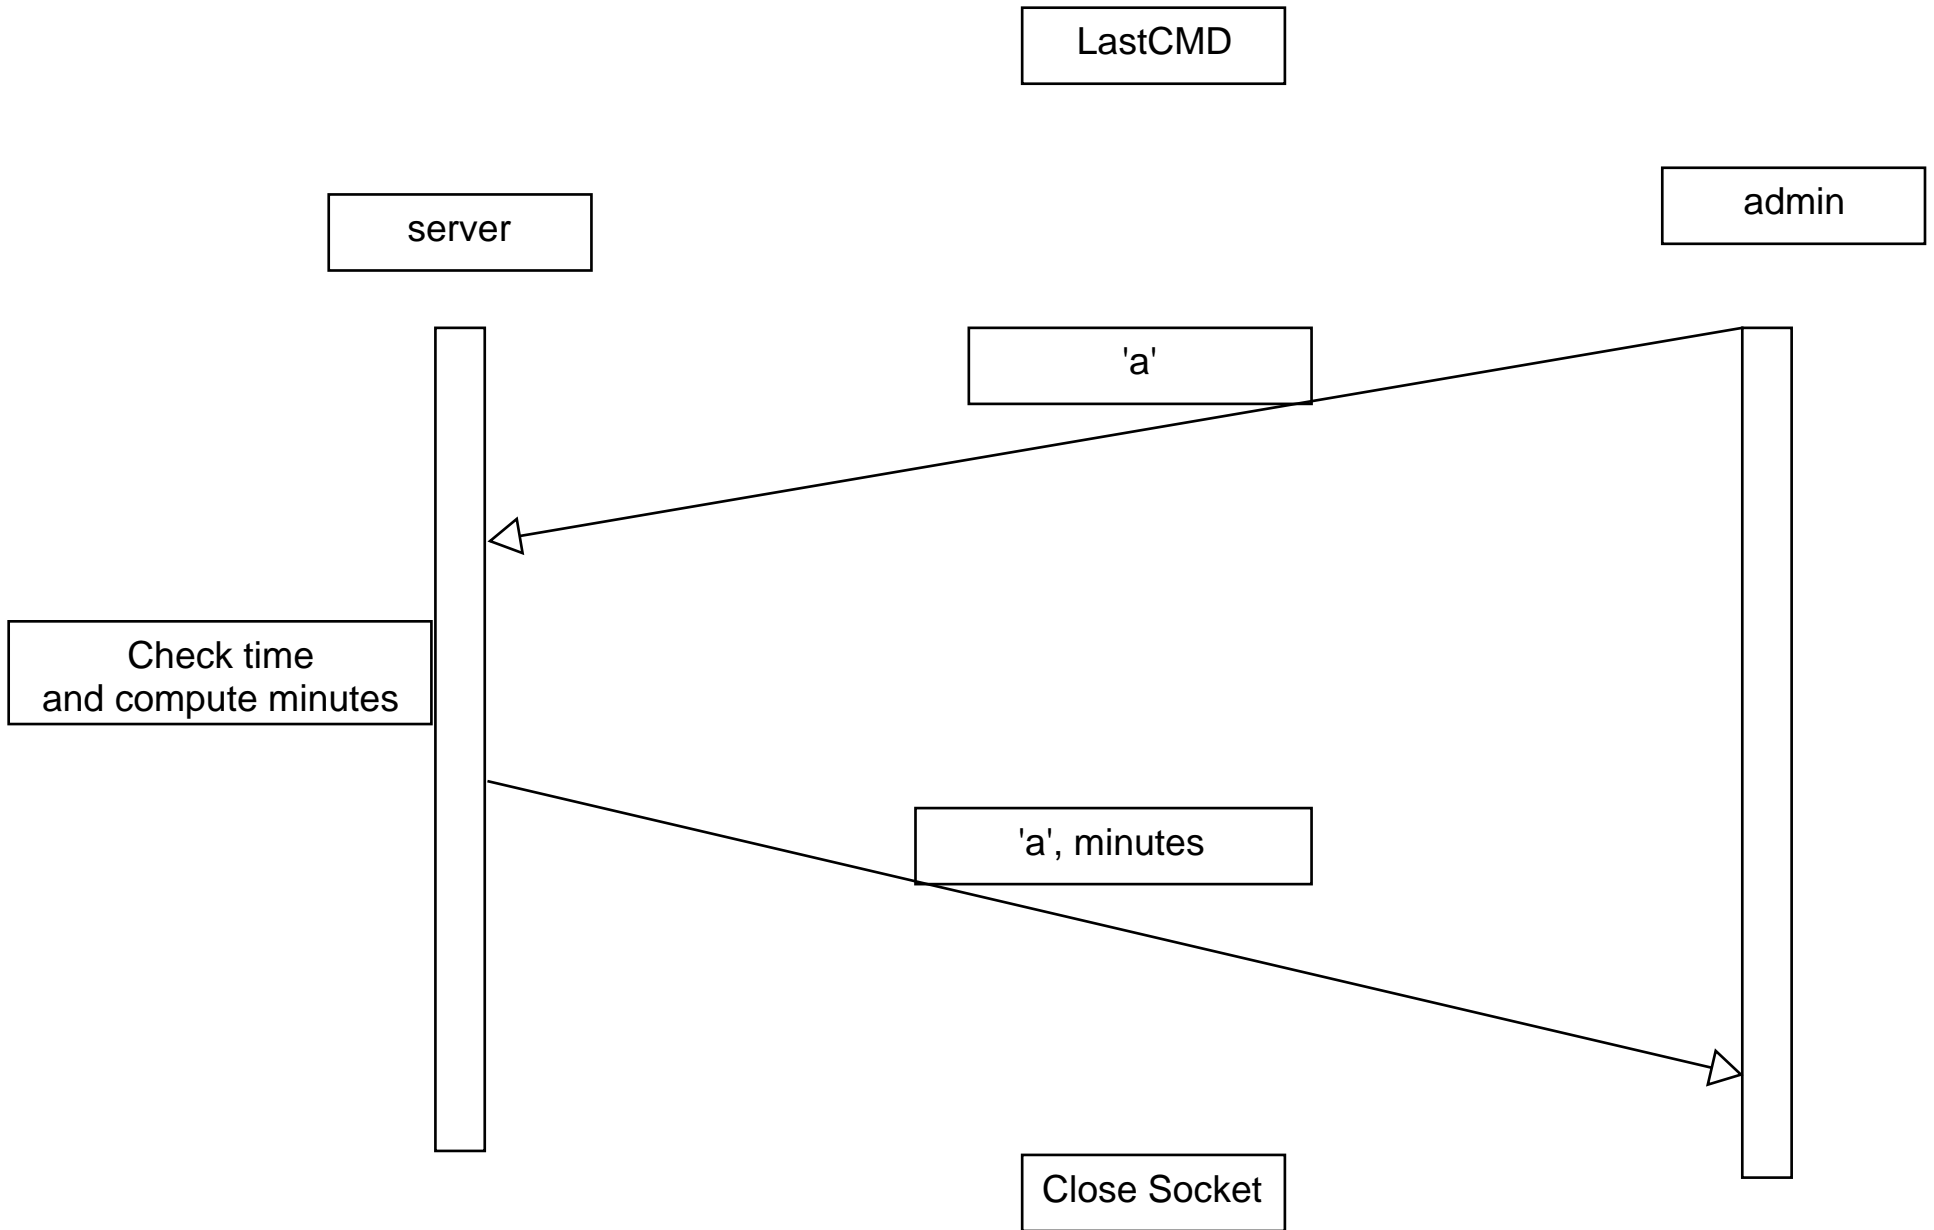 LastCMD
admin
server
'a'
Check time
and compute minutes
'a', minutes
Close Socket